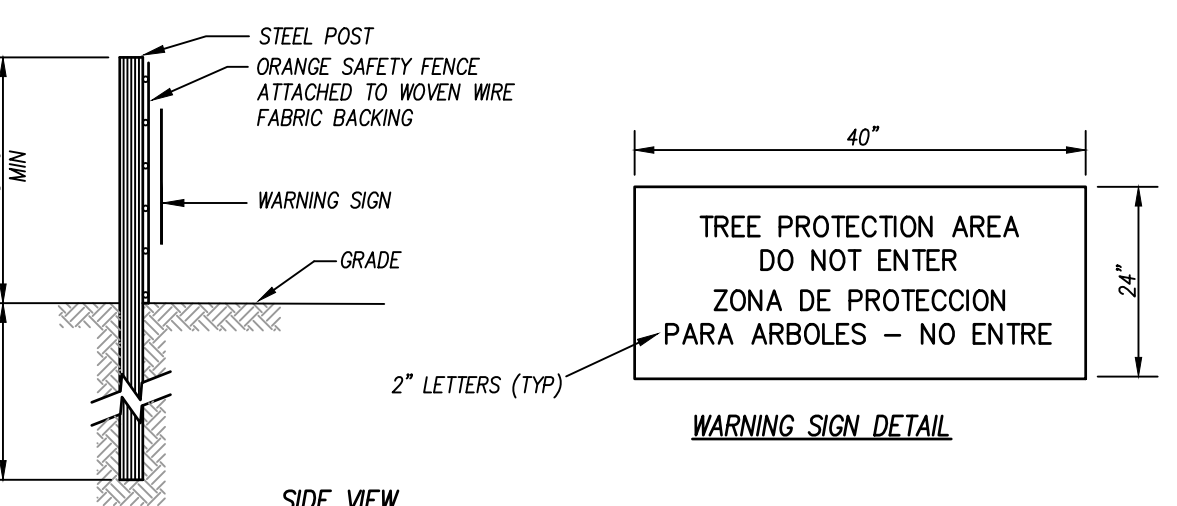 STEEL POST
ORANGE SAFETY FENCE
ATTACHED TO WOVEN WIRE
FABRIC BACKING
MIN
WARNING SIGN
GRADE
SIDE VIEW
40”
TREE PROTECTION AREA
DO NOT ENTER
ZONA DE PROTECCION
PARA ARBOLES – NO ENTRE
24”
2” LETTERS (TYP)
WARNING SIGN DETAIL